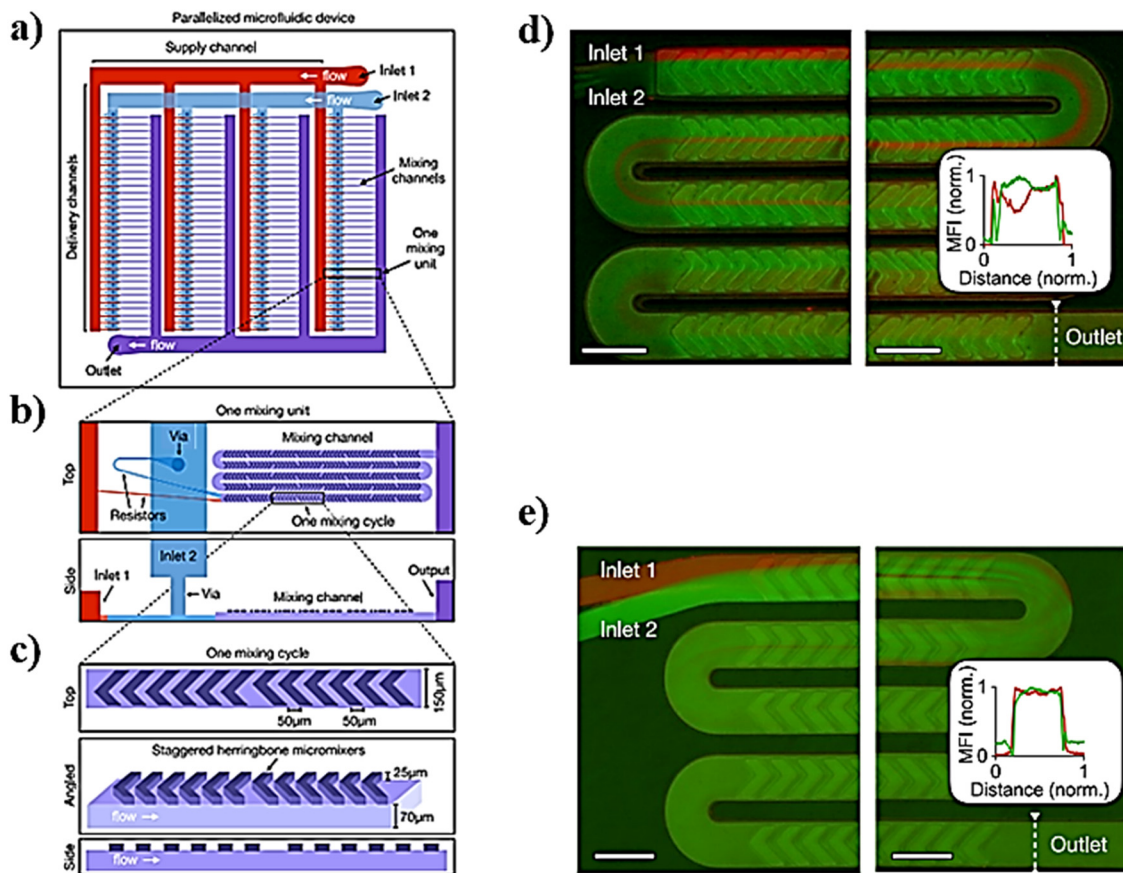 a)
Parallelized microfluidic device
Supply channel
flow
Inlet 1
flow
Inlet 2
Delivery channels
Mixing channels
One mixing unit
flow
Outlet
b)
One mixing unit
Top
Via
Mixing channel
Resistors
One mixing cycle
Side
Inlet 2
Inlet 1
Via
Mixing channel
Output
c)
One mixing cycle
Top
150μm
50μm
50μm
Staggered herringbone micromixers
Angled
25μm
flow
70μm
Side
flow
d)
Inlet 1
Inlet 2
MFI (norm.)
1
0
0
1
Distance (norm.)
Outlet
e)
Inlet 1
Inlet 2
MFI (norm.)
1
0
0
1
Distance (norm.)
Outlet